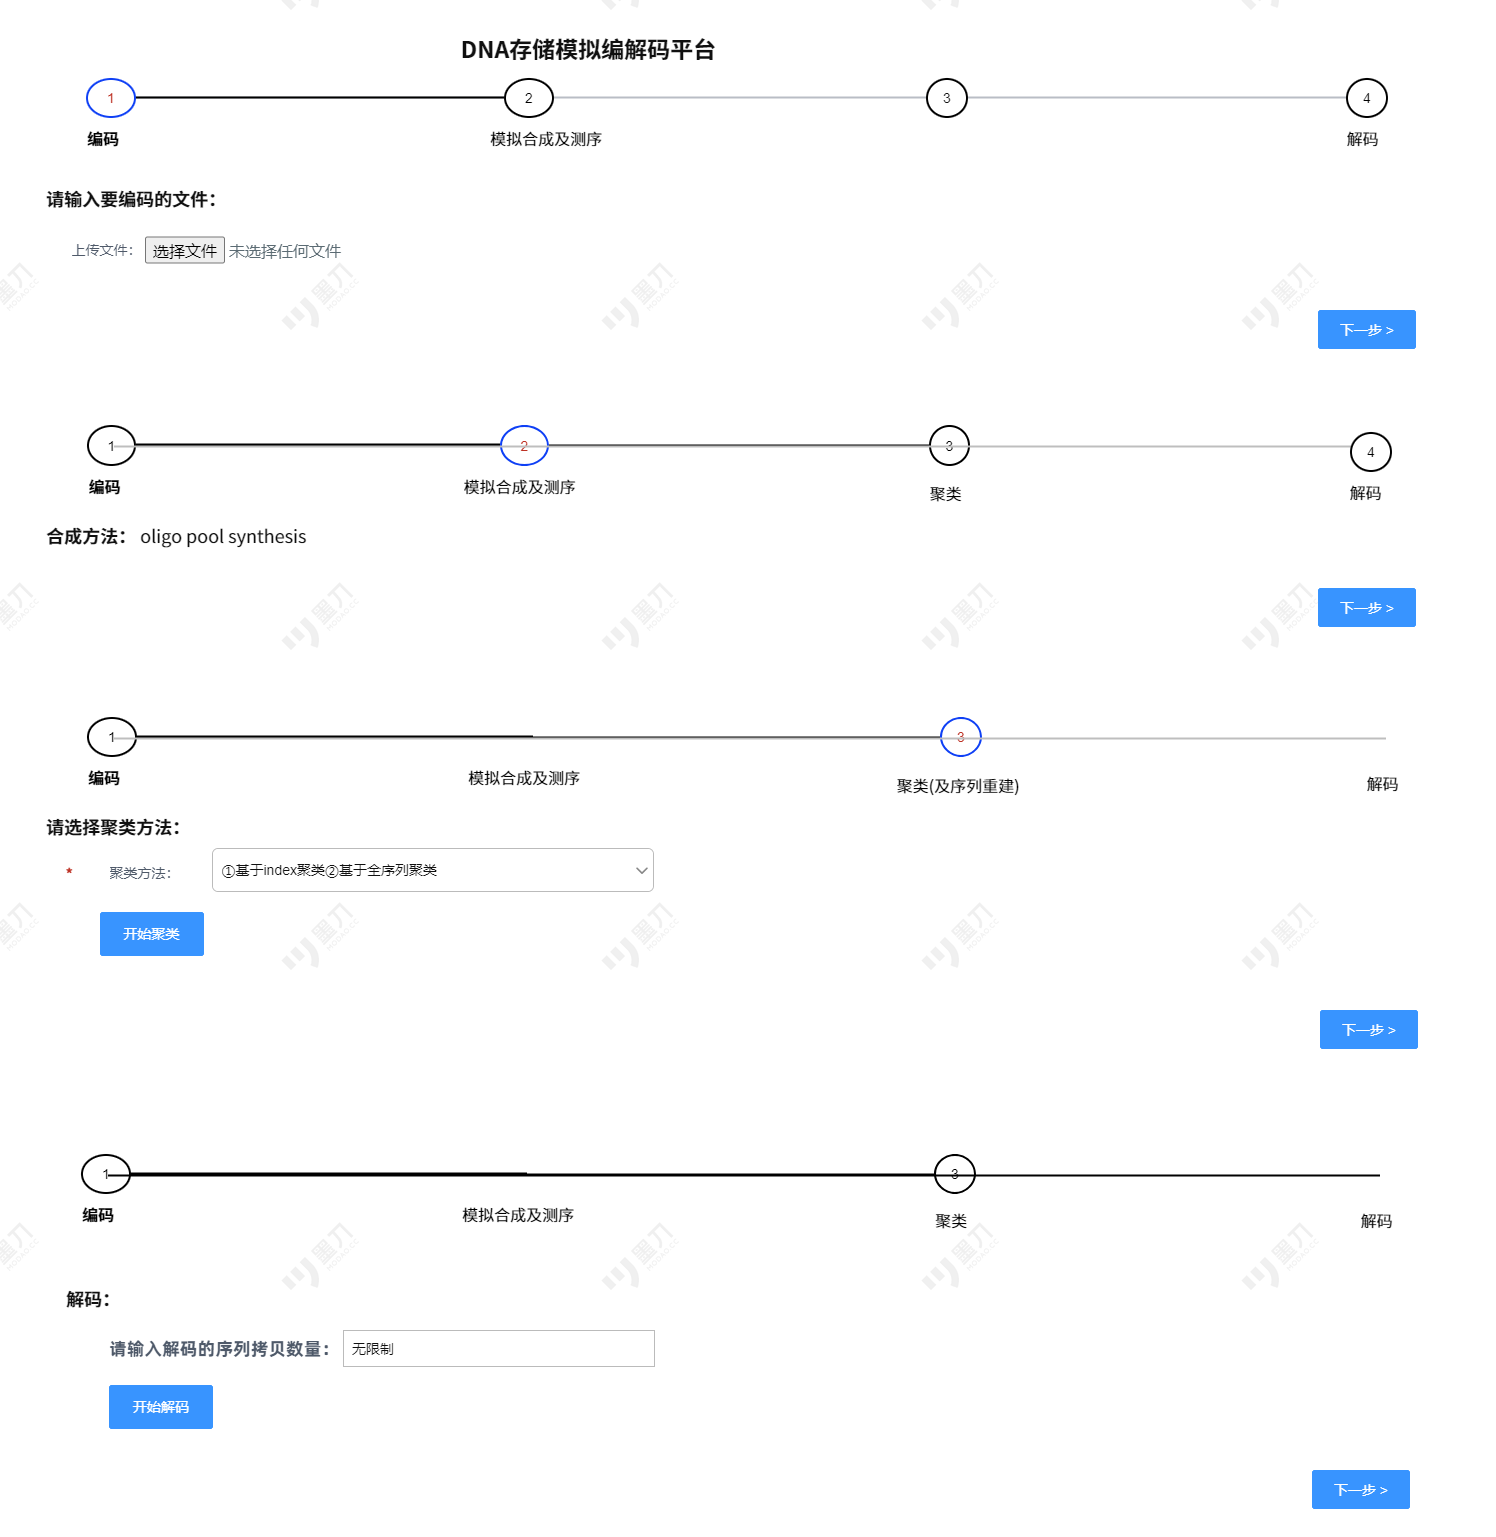 DNA存储模拟编解码平台
1 2 3 4
编码 模拟合成及测序 解码
请输入要编码的文件：
上传文件： 选择文件 未选择任何文件
下一步 >
1 2 3 4
编码 模拟合成及测序 聚类 解码
合成方法： oligo pool synthesis
下一步 >
1 3
编码 模拟合成及测序 聚类(及序列重建) 解码
请选择聚类方法：
* 聚类方法： ①基于index聚类②基于全序列聚类
开始聚类
下一步 >
1 3
编码 模拟合成及测序 聚类 解码
解码：
请输入解码的序列拷贝数量： 无限制
开始解码
下一步 >
墨刀
MODAO.CC